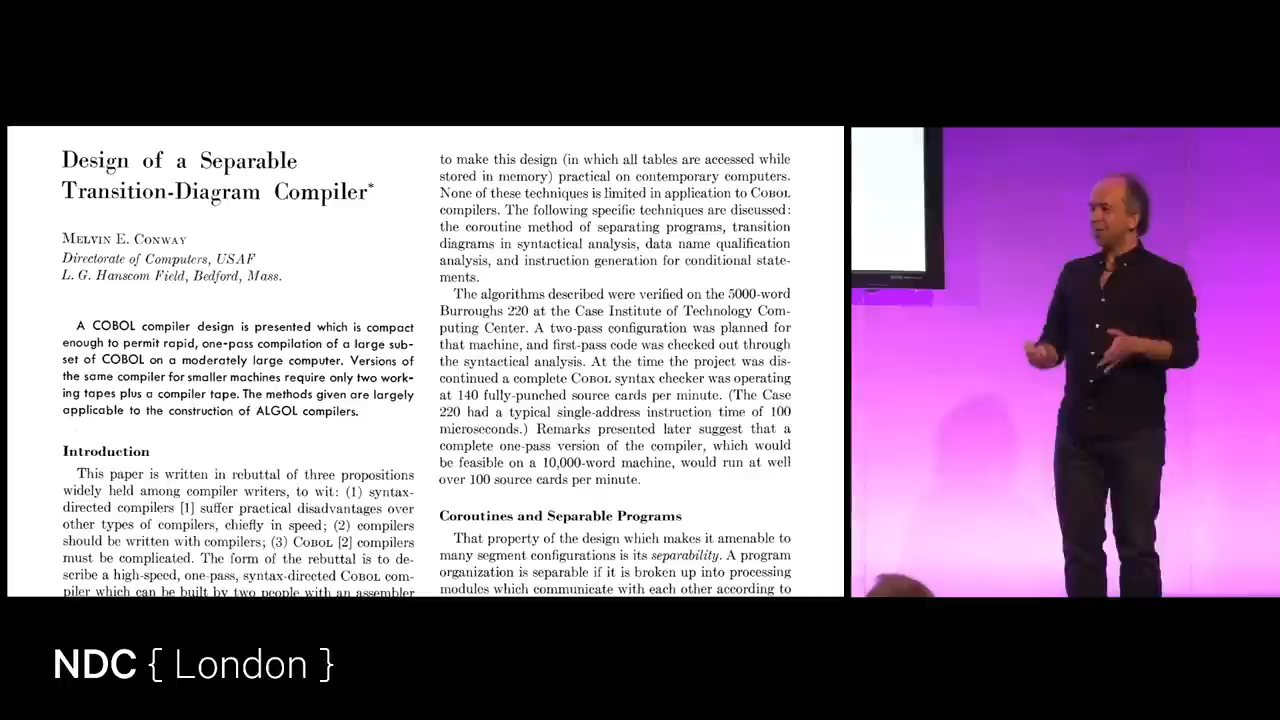 Design of a Separable
Transition-Diagram Compiler*
MELVIN E. CONWAY
Directorate of Computers, USAF
L. G. Hanscom Field, Bedford, Mass.
A COBOL compiler design is presented which is compact
enough to permit rapid, one-pass compilation of a large sub-
set of COBOL on a moderately large computer. Versions of
the same compiler for smaller machines require only two work-
ing tapes plus a compiler tape. The methods given are largely
applicable to the construction of ALGOL compilers.
Introduction
This paper is written in rebuttal of three propositions
widely held among compiler writers, to wit: (1) syntax-
directed compilers [1] suffer practical disadvantages over
other types of compilers, chiefly in speed; (2) compilers
should be written with compilers; (3) COBOL [2] compilers
must be complicated. The form of the rebuttal is to de-
scribe a high-speed, one-pass, syntax-directed COBOL com-
piler which can be built by two people with an assembler
to make this design (in which all tables are accessed while
stored in memory) practical on contemporary computers.
None of these techniques is limited in application to COBOL
compilers. The following specific techniques are discussed:
the coroutine method of separating programs, transition
diagrams in syntactical analysis, data name qualification
analysis, and instruction generation for conditional state-
ments.
The algorithms described were verified on the 5000-word
Burroughs 220 at the Case Institute of Technology Com-
puting Center. A two-pass configuration was planned for
that machine, and first-pass code was checked out through
the syntactical analysis. At the time the project was dis-
continued a complete COBOL syntax checker was operating
at 140 fully-punched source cards per minute. (The Case
220 had a typical single-address instruction time of 100
microseconds.) Remarks presented later suggest that a
complete one-pass version of the compiler, which would
be feasible on a 10,000-word machine, would run at well
over 100 source cards per minute.
Coroutines and Separable Programs
That property of the design which makes it amenable to
many segment configurations is its separability. A program
organization is separable if it is broken up into processing
modules which communicate with each other according to
NDC { London }